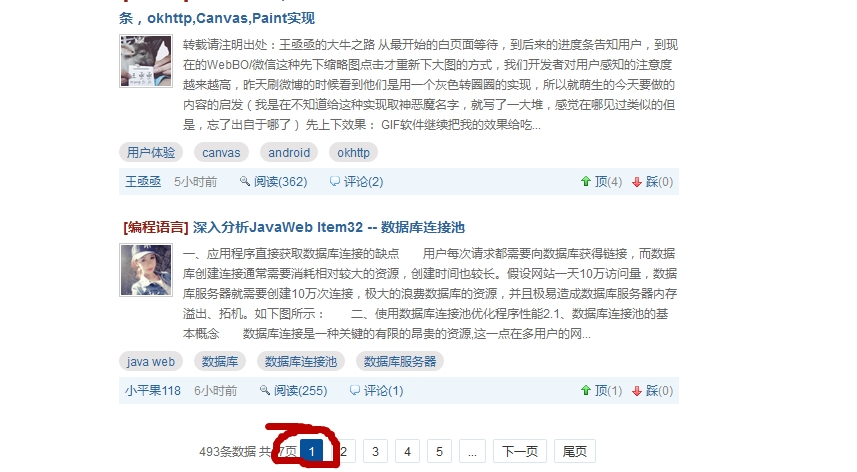 条，okhttp,Canvas,Paint实现
转载请注明出处：王亟亟的大牛之路 从最开始的白页面等待，到后来的进度条告知用户，到现
在的WebBO/微信这种先下缩略图点击才重新下大图的方式，我们开发者对用户感知的注意度
越来越高，昨天刷微博的时候看到他们是用一个灰色转圈圈的实现，所以就萌生的今天要做的
内容的启发（我是在不知道给这种实现取神恶魔名字，就写了一大堆，感觉在哪见过类似的但
是，忘了出自于哪了） 先上下效果： GIF软件继续把我的效果给吃...
用户体验 canvas android okhttp
王亟亟 5小时前 阅读(362) 评论(2) 顶(4) 踩(0)
[编程语言] 深入分析JavaWeb Item32 -- 数据库连接池
一、应用程序直接获取数据库连接的缺点 用户每次请求都需要向数据库获得链接，而数据
库创建连接通常需要消耗相对较大的资源，创建时间也较长。假设网站一天10万访问量，数据
库服务器就需要创建10万次连接，极大的浪费数据库的资源，并且极易造成数据库服务器内存
溢出、拓机。如下图所示： 二、使用数据库连接池优化程序性能2.1、数据库连接池的基
本概念 数据库连接是一种关键的有限的昂贵的资源,这一点在多用户的网...
java web 数据库 数据库连接池 数据库服务器
小平果118 6小时前 阅读(255) 评论(1) 顶(1) 踩(0)
493条数据 共 7页 1 2 3 4 5 ... 下一页 尾页